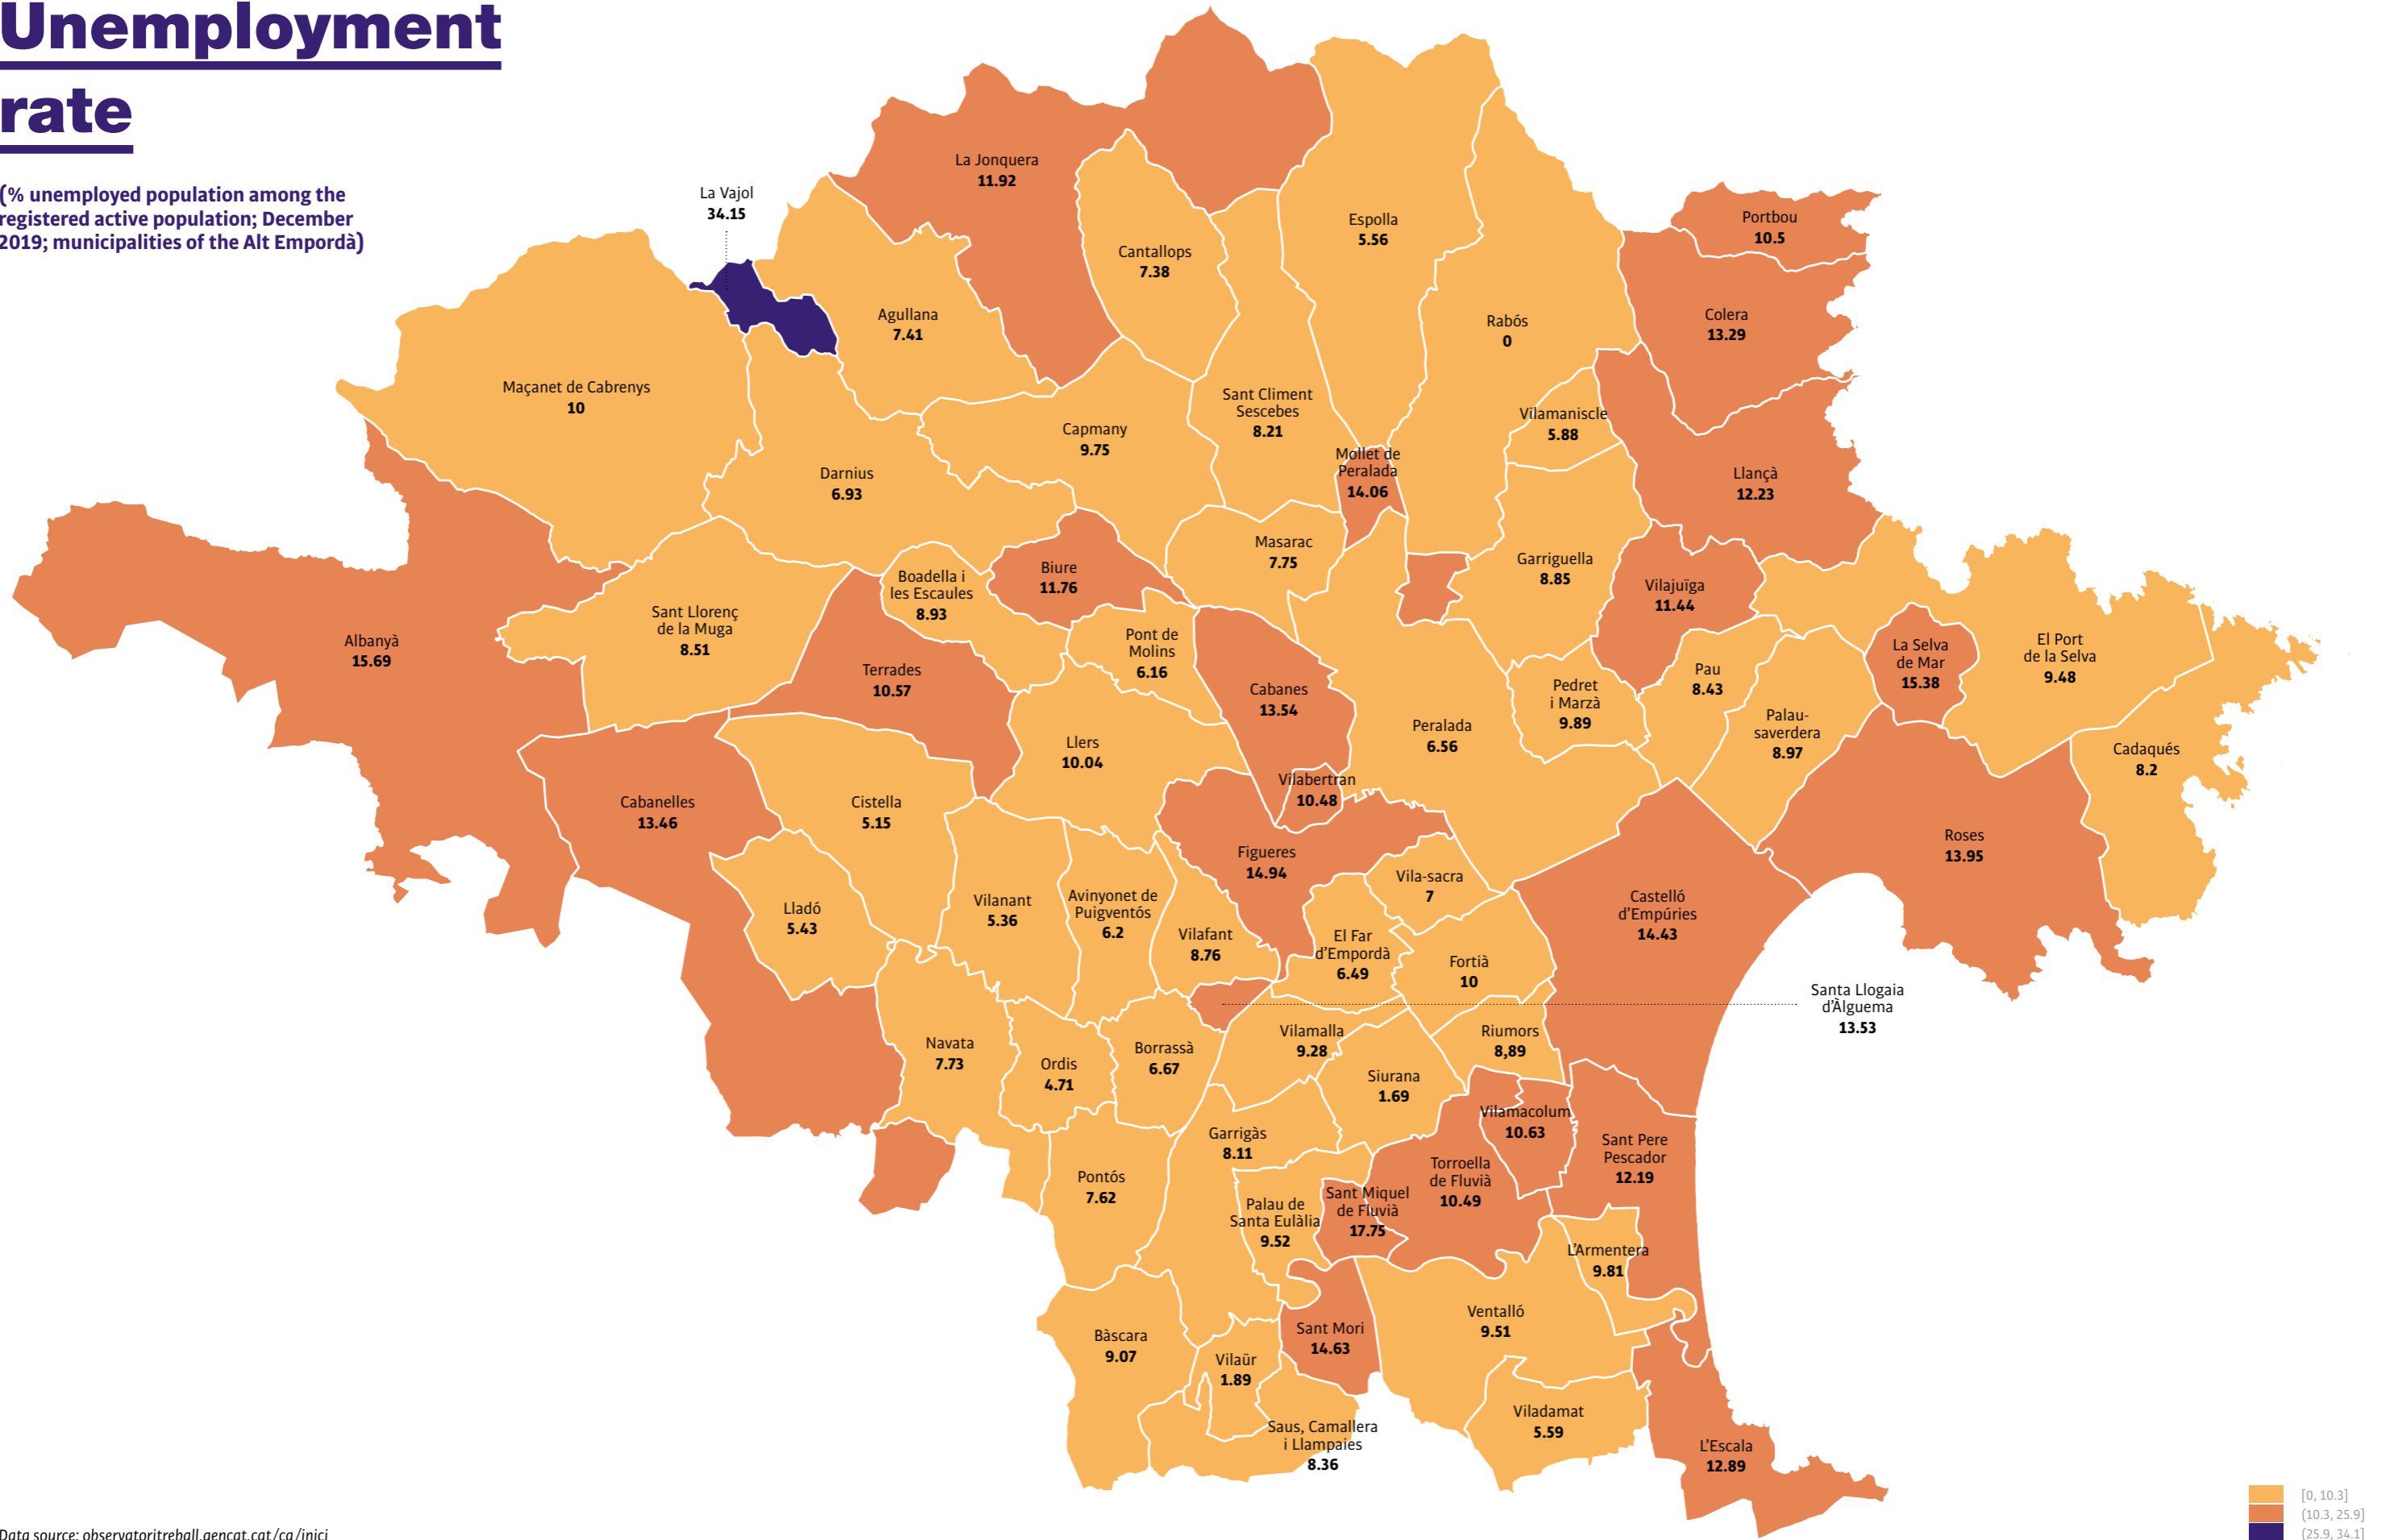 Unemployment
rate
(% unemployed population among the
registered active population; December
2019; municipalities of the Alt Empordà)
La Jonquera
11.92
La Vajol
34.15
Portbou
10.5
Espolla
5.56
Cantallops
7.38
Agullana
7.41
Rabós
0
Colera
13.29
Maçanet de Cabrenys
10
Sant Climent
Sescebes
8.21
Vilamaniscle
5.88
Capmany
9.75
Mollet de
Peralada
14.06
Darnius
6.93
Llançà
12.23
Masarac
7.75
Garriguella
8.85
Biure
11.76
Boadella i
les Escaules
8.93
Vilajuïga
11.44
Sant Llorenç
de la Muga
8.51
Albanyà
15.69
Pont de
Molins
6.16
El Port
de la Selva
9.48
La Selva
de Mar
15.38
Terrades
10.57
Pau
8.43
Cabanes
13.54
Pedret
i Marzà
9.89
Palau-
saverdera
8.97
Peralada
6.56
Llers
10.04
Cadaqués
8.2
Vilabertran
10.48
Cabanelles
13.46
Cistella
5.15
Roses
13.95
Figueres
14.94
Vila-sacra
7
Castelló
d’Empúries
14.43
Avinyonet de
Puigventós
6.2
Vilanant
5.36
Lladó
5.43
Vilafant
8.76
El Far
d’Empordà
6.49
Fortià
10
Santa Llogaia
d’Àlguema
13.53
Vilamalla
9.28
Riumors
8,89
Navata
7.73
Borrassà
6.67
Ordis
4.71
Siurana
1.69
Vilamacolum
10.63
Garrigàs
8.11
Sant Pere
Pescador
12.19
Torroella
de Fluvià
10.49
Pontós
7.62
Sant Miquel
de Fluvià
17.75
Palau de
Santa Eulàlia
9.52
L’Armentera
9.81
Ventalló
9.51
Sant Mori
14.63
Bàscara
9.07
Vilaür
1.89
Viladamat
5.59
Saus, Camallera
i Llampaies
8.36
L’Escala
12.89
[0, 10.3]
(10.3, 25.9]
(25.9, 34.1]
Data source: observatoritreball.gencat.cat/ca/inici